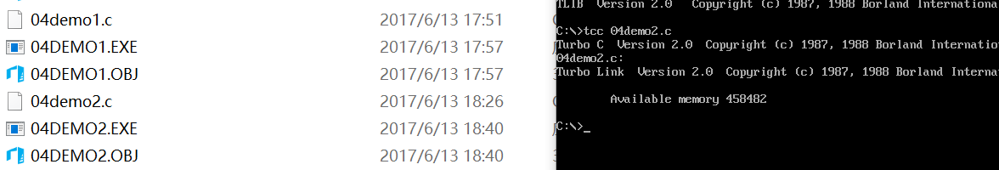 04demo1.c 2017/6/13 17:51
04DEMO1.EXE 2017/6/13 17:57
04DEMO1.OBJ 2017/6/13 17:57
04demo2.c 2017/6/13 18:26
04DEMO2.EXE 2017/6/13 18:40
04DEMO2.OBJ 2017/6/13 18:40
TLIB Version 2.0 Copyright (c) 1987, 1988 Borland Internationa
C:\>tcc 04demo2.c
Turbo C Version 2.0 Copyright (c) 1987, 1988 Borland Internatio
04demo2.c:
Turbo Link Version 2.0 Copyright (c) 1987, 1988 Borland Interna
Available memory 458482
C:\>_